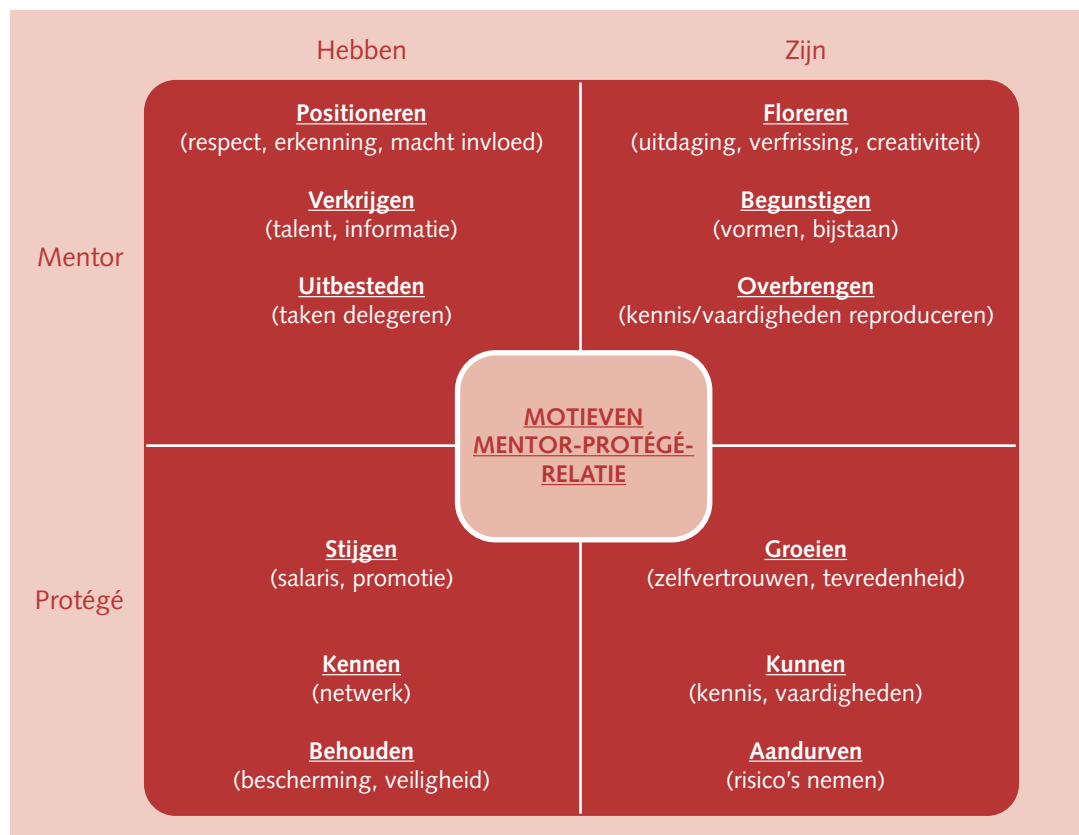 Hebben
Zijn
Mentor
Positioneren
(respect, erkenning, macht invloed)
Verkrijgen
(talent, informatie)
Uitbesteden
(taken delegeren)
Floreren
(uitdaging, verfrissing, creativiteit)
Begunstigen
(vormen, bijstaan)
Overbrengen
(kennis/vaardigheden reproduceren)
MOTIEVEN
MENTOR-PROTÉGÉ-
RELATIE
Protégé
Stijgen
(salaris, promotie)
Kennen
(netwerk)
Behouden
(bescherming, veiligheid)
Groeien
(zelfvertrouwen, tevredenheid)
Kunnen
(kennis, vaardigheden)
Aandurven
(risico's nemen)